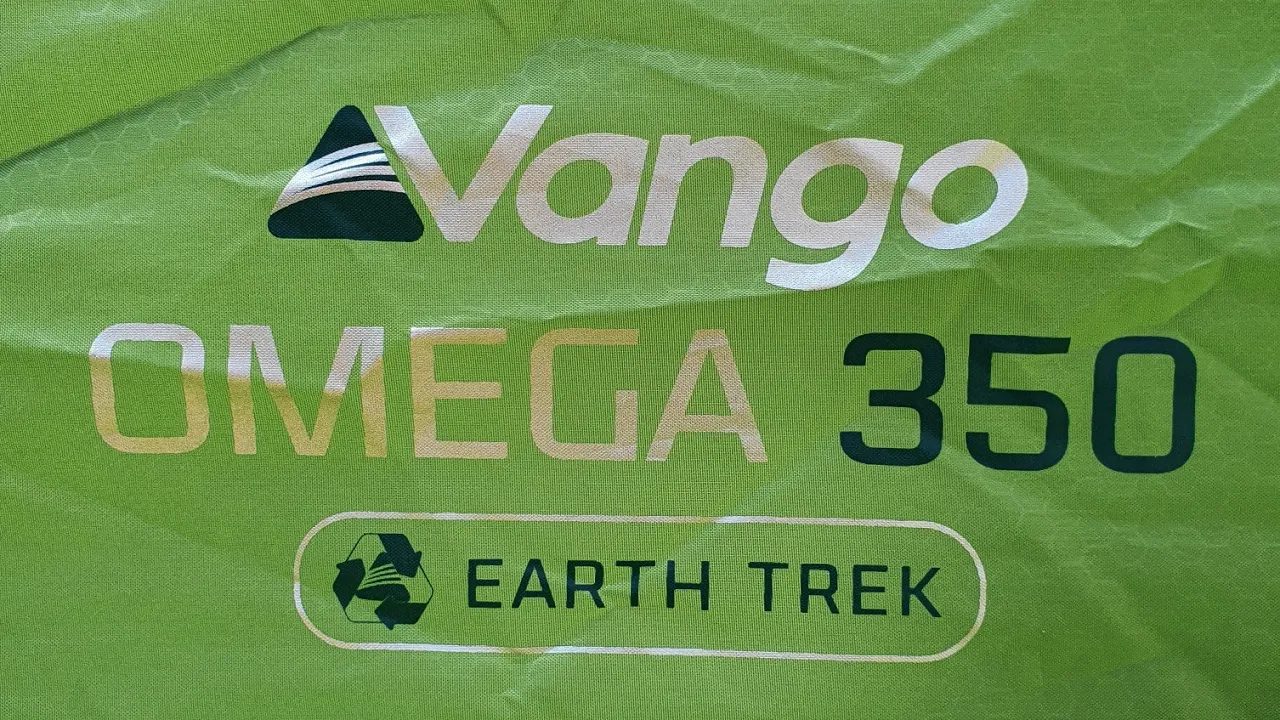 Vango
OMEGA 350
EARTH TREK